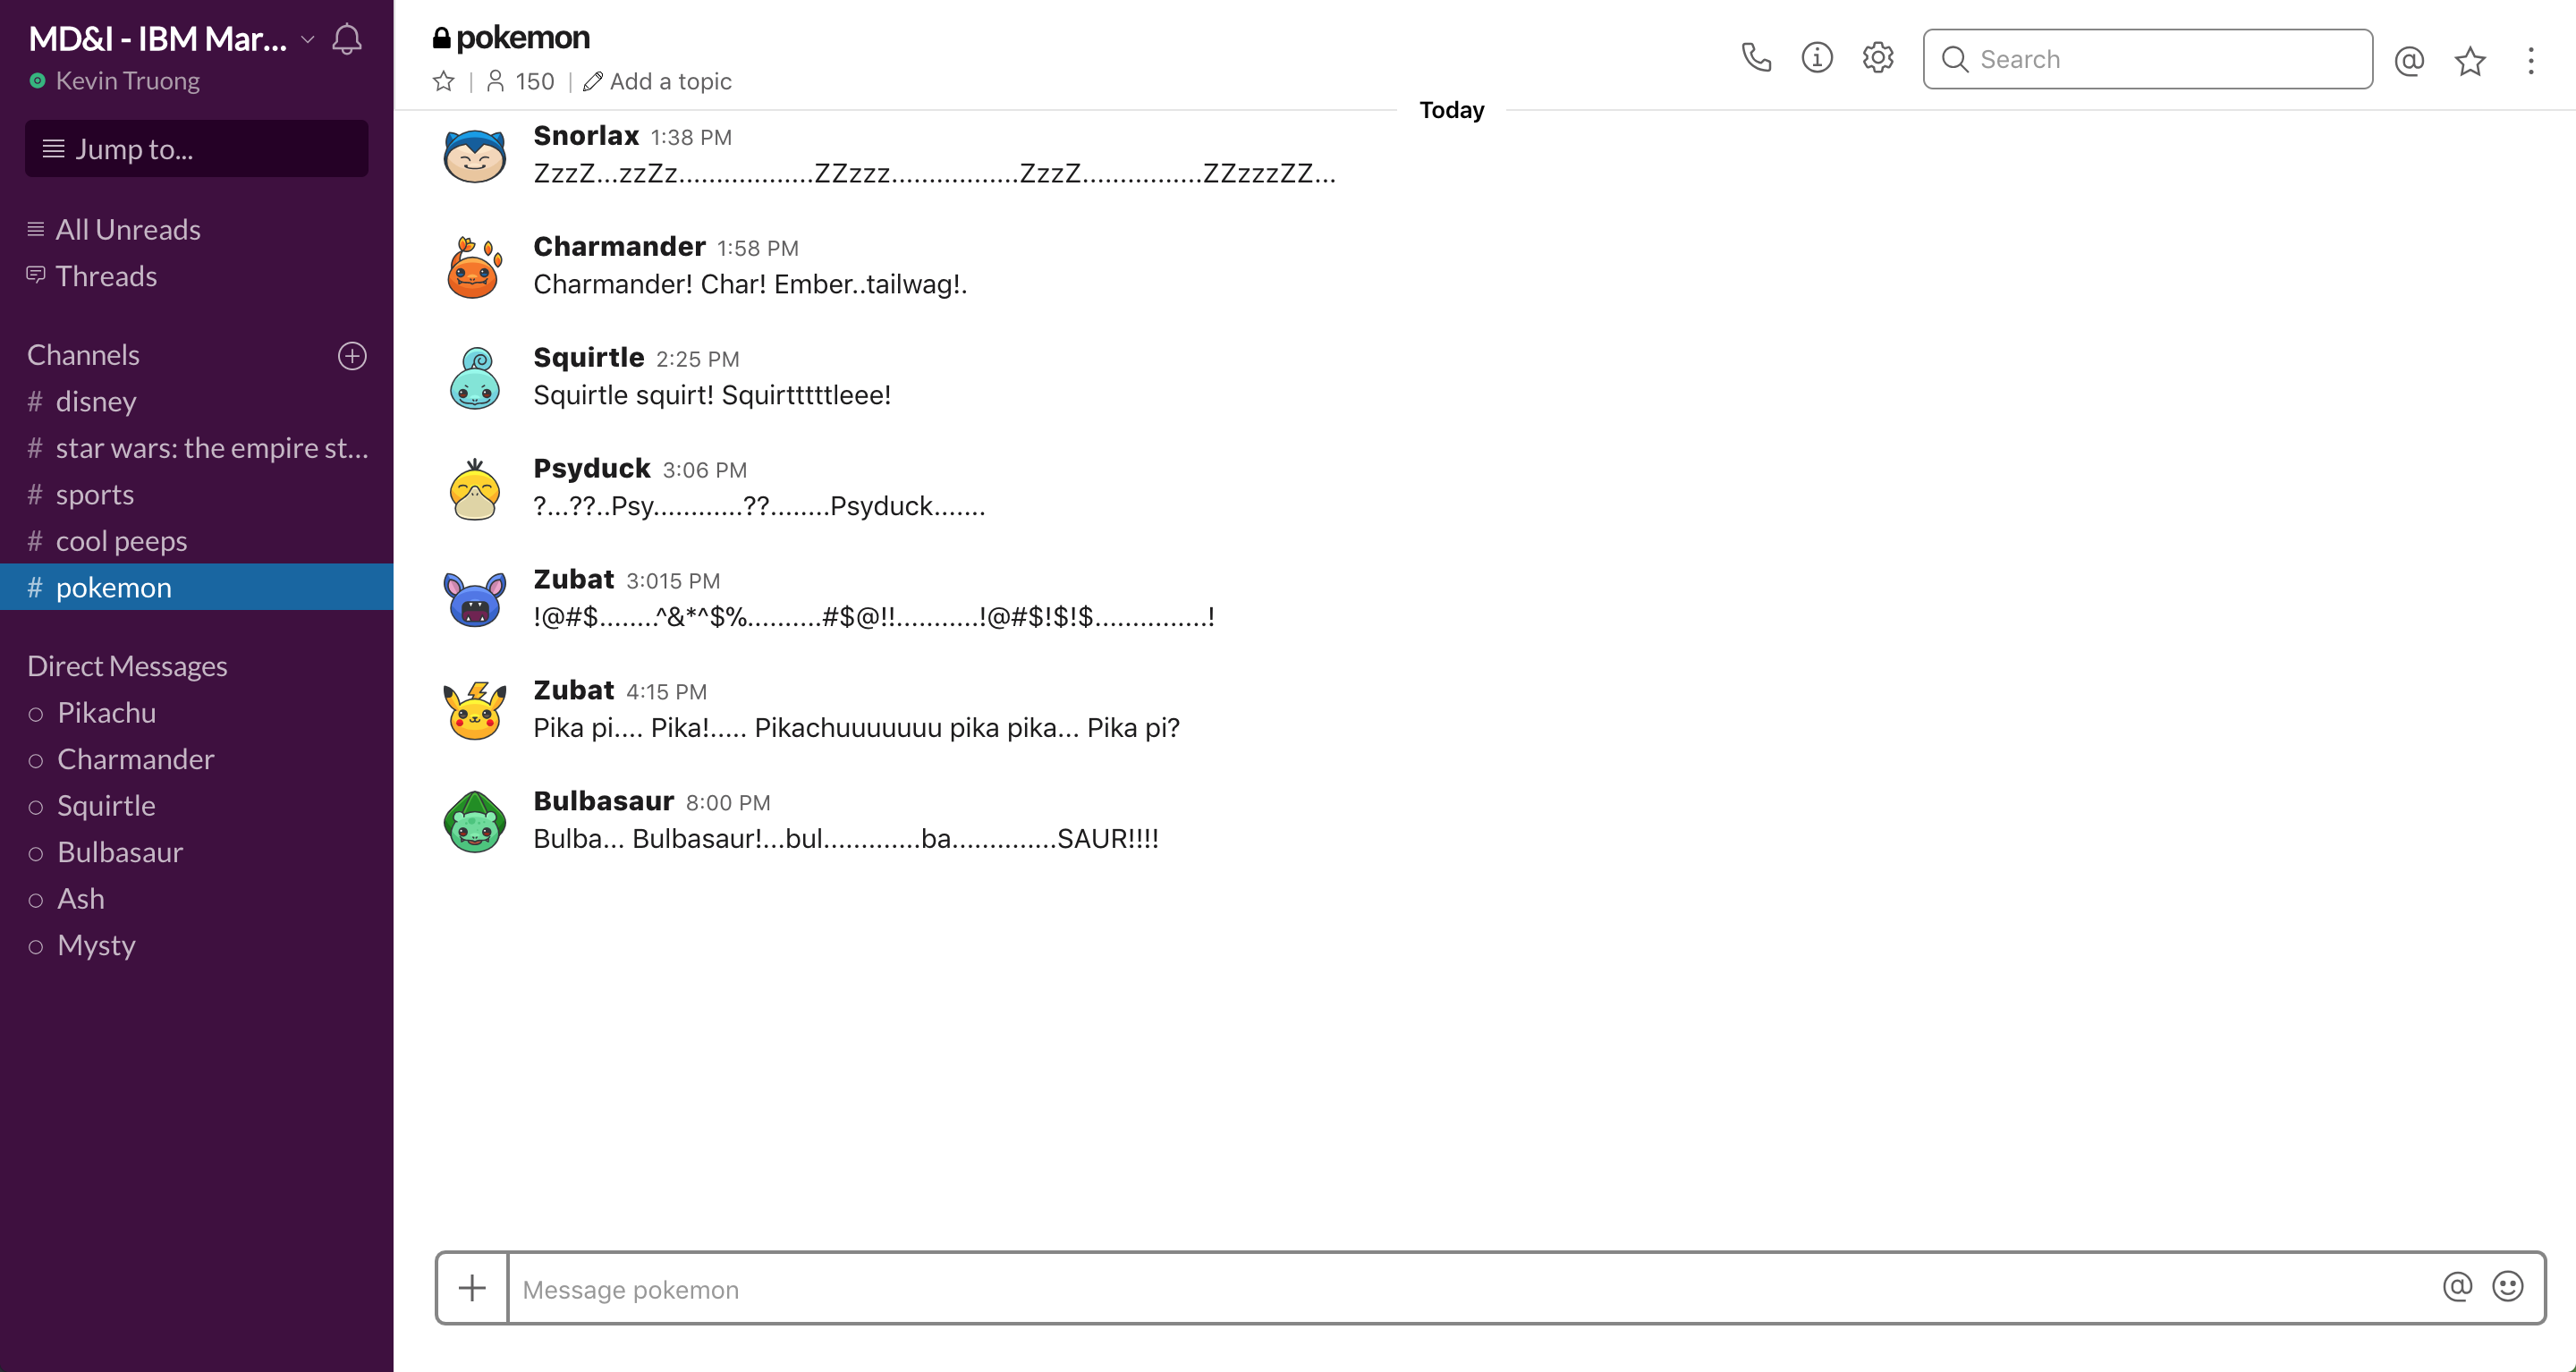 MD&I - IBM Mar...
Kevin Truong
Jump to...
All Unreads
Threads
Channels
# disney
# star wars: the empire st...
# sports
# cool peeps
# pokemon
Direct Messages
Pikachu
Charmander
Squirtle
Bulbasaur
Ash
Mysty
pokemon
150 | Add a topic
Search
Today
Snorlax 1:38 PM
ZzzZ...zzZz..................ZZzzz.................ZzzZ................ZZzzzZZ...
Charmander 1:58 PM
Charmander! Char! Ember..tailwag!.
Squirtle 2:25 PM
Squirtle squirt! Squirtttttleee!
Psyduck 3:06 PM
?...??..Psy............??........Psyduck.......
Zubat 3:015 PM
!@#$........^&*^$%..........#$@!!...........!@#$!$!$...............!
Zubat 4:15 PM
Pika pi.... Pika!..... Pikachuuuuuuu pika pika... Pika pi?
Bulbasaur 8:00 PM
Bulba... Bulbasaur!...bul.............ba..............SAUR!!!!
Message pokemon